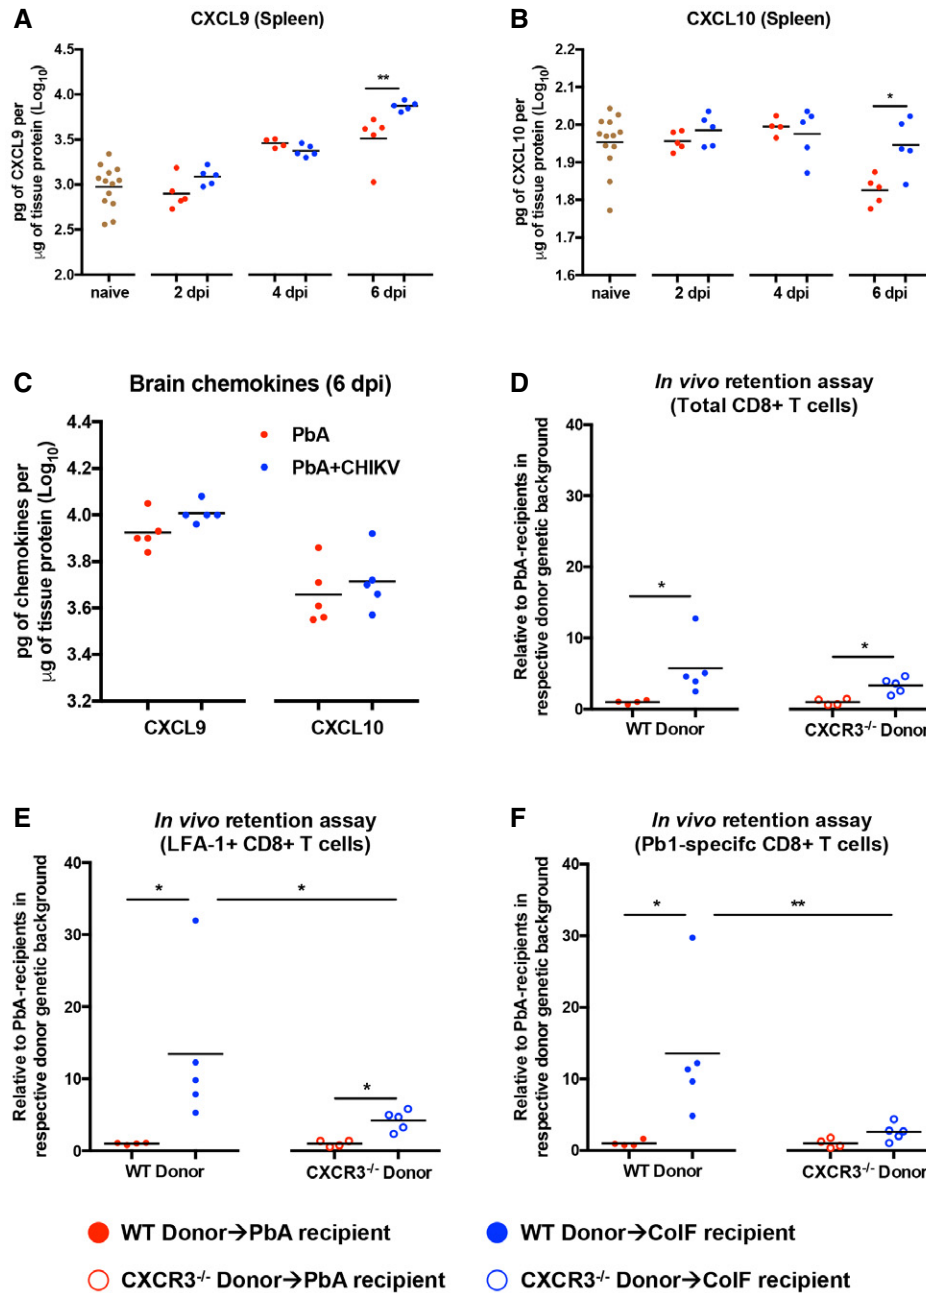 A
CXCL9 (Spleen)
pg of CXCL9 per
µg of tissue protein (Log10)
4.5
4.0
3.5
3.0
2.5
2.0
**
naive
2 dpi
4 dpi
6 dpi
B
CXCL10 (Spleen)
pg of CXCL10 per
µg of tissue protein (Log10)
2.2
2.1
2.0
1.9
1.8
1.7
1.6
*
naive
2 dpi
4 dpi
6 dpi
C
Brain chemokines (6 dpi)
pg of chemokines per
µg of tissue protein (Log10)
4.4
4.2
4.0
3.8
3.6
3.4
3.2
PbA
PbA+CHIKV
CXCL9
CXCL10
D
In vivo retention assay
(Total CD8+ T cells)
Relative to PbA-recipients in
respective donor genetic background
40
30
20
10
0
*
*
WT Donor
CXCR3-/- Donor
E
In vivo retention assay
(LFA-1+ CD8+ T cells)
Relative to PbA-recipients in
respective donor genetic background
40
30
20
10
0
*
*
*
WT Donor
CXCR3-/- Donor
F
In vivo retention assay
(Pb1-specifc CD8+ T cells)
Relative to PbA-recipients in
respective donor genetic background
40
30
20
10
0
*
**
WT Donor
CXCR3-/- Donor
WT Donor→PbA recipient
WT Donor→CoIF recipient
CXCR3-/- Donor→PbA recipient
CXCR3-/- Donor→CoIF recipient